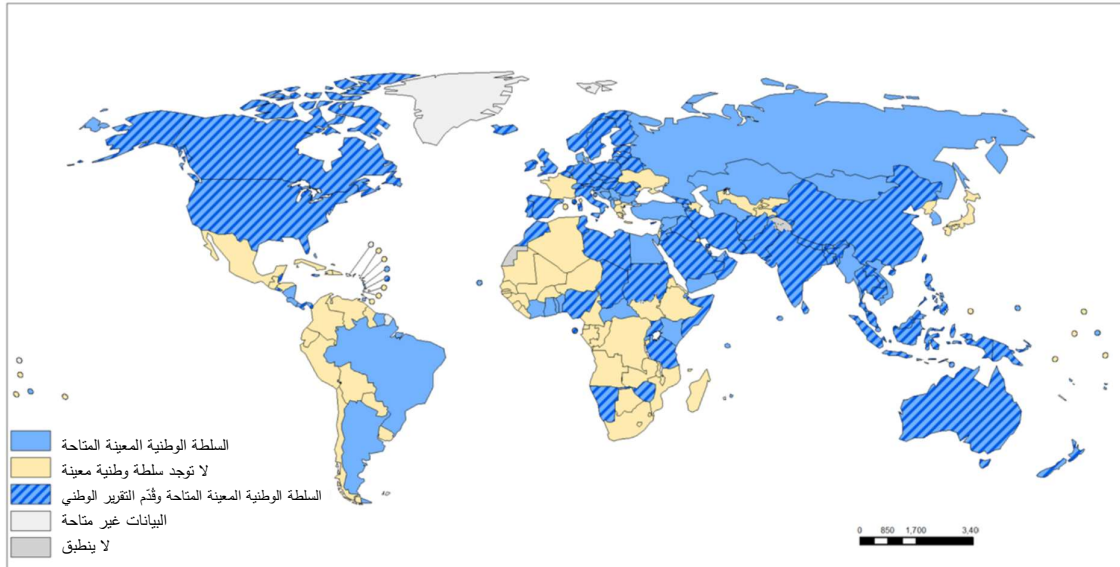 السلطة الوطنية المعينة المتاحة
لا توجد سلطة وطنية معينة
السلطة الوطنية المعينة المتاحة وقُدّم التقرير الوطني
البيانات غير متاحة
لا ينطبق
0 850 1,700 3,40